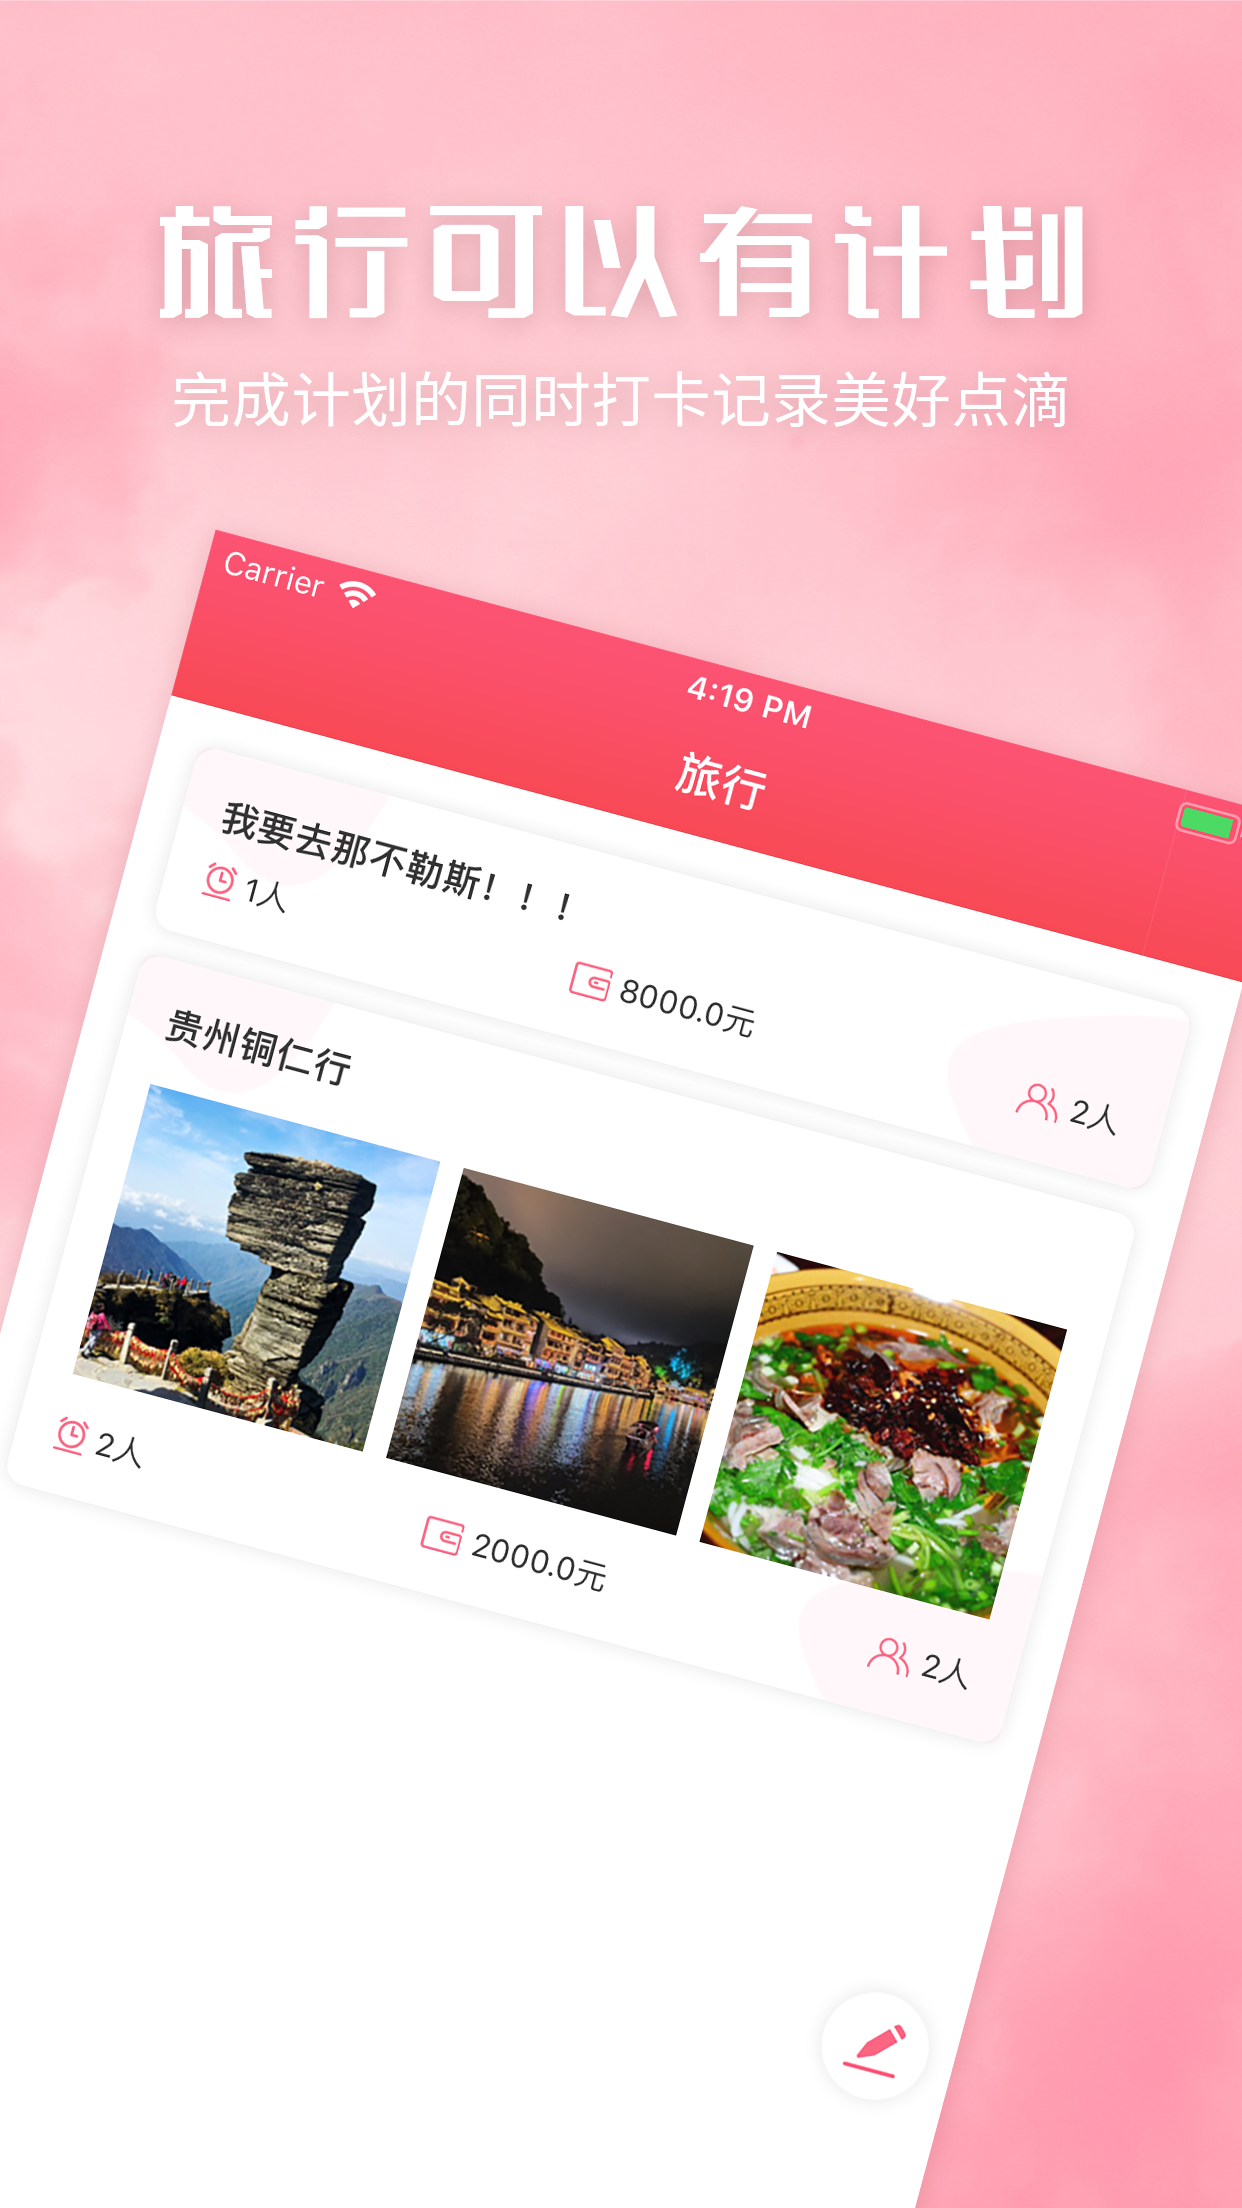 旅行可以有计划
完成计划的同时打卡记录美好点滴
Carrier
4:19 PM
旅行
我要去那不勒斯！！！
1人
8000.0元
2人
贵州铜仁行
2人
2000.0元
2人